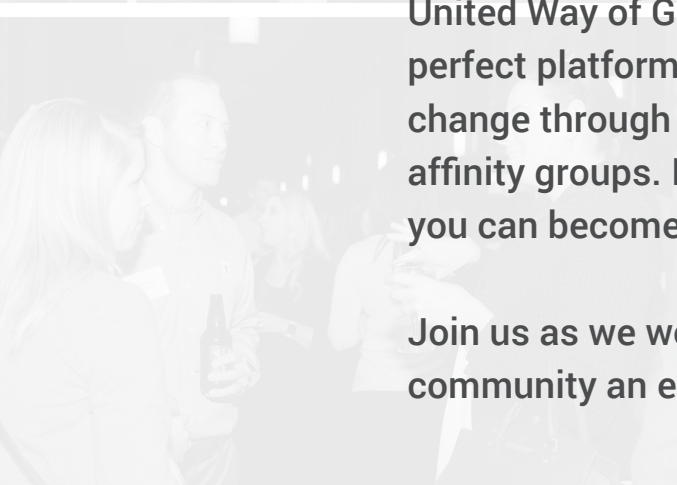 United Way of G
perfect platform
change through
affinity groups.
you can become
Join us as we w
community an e